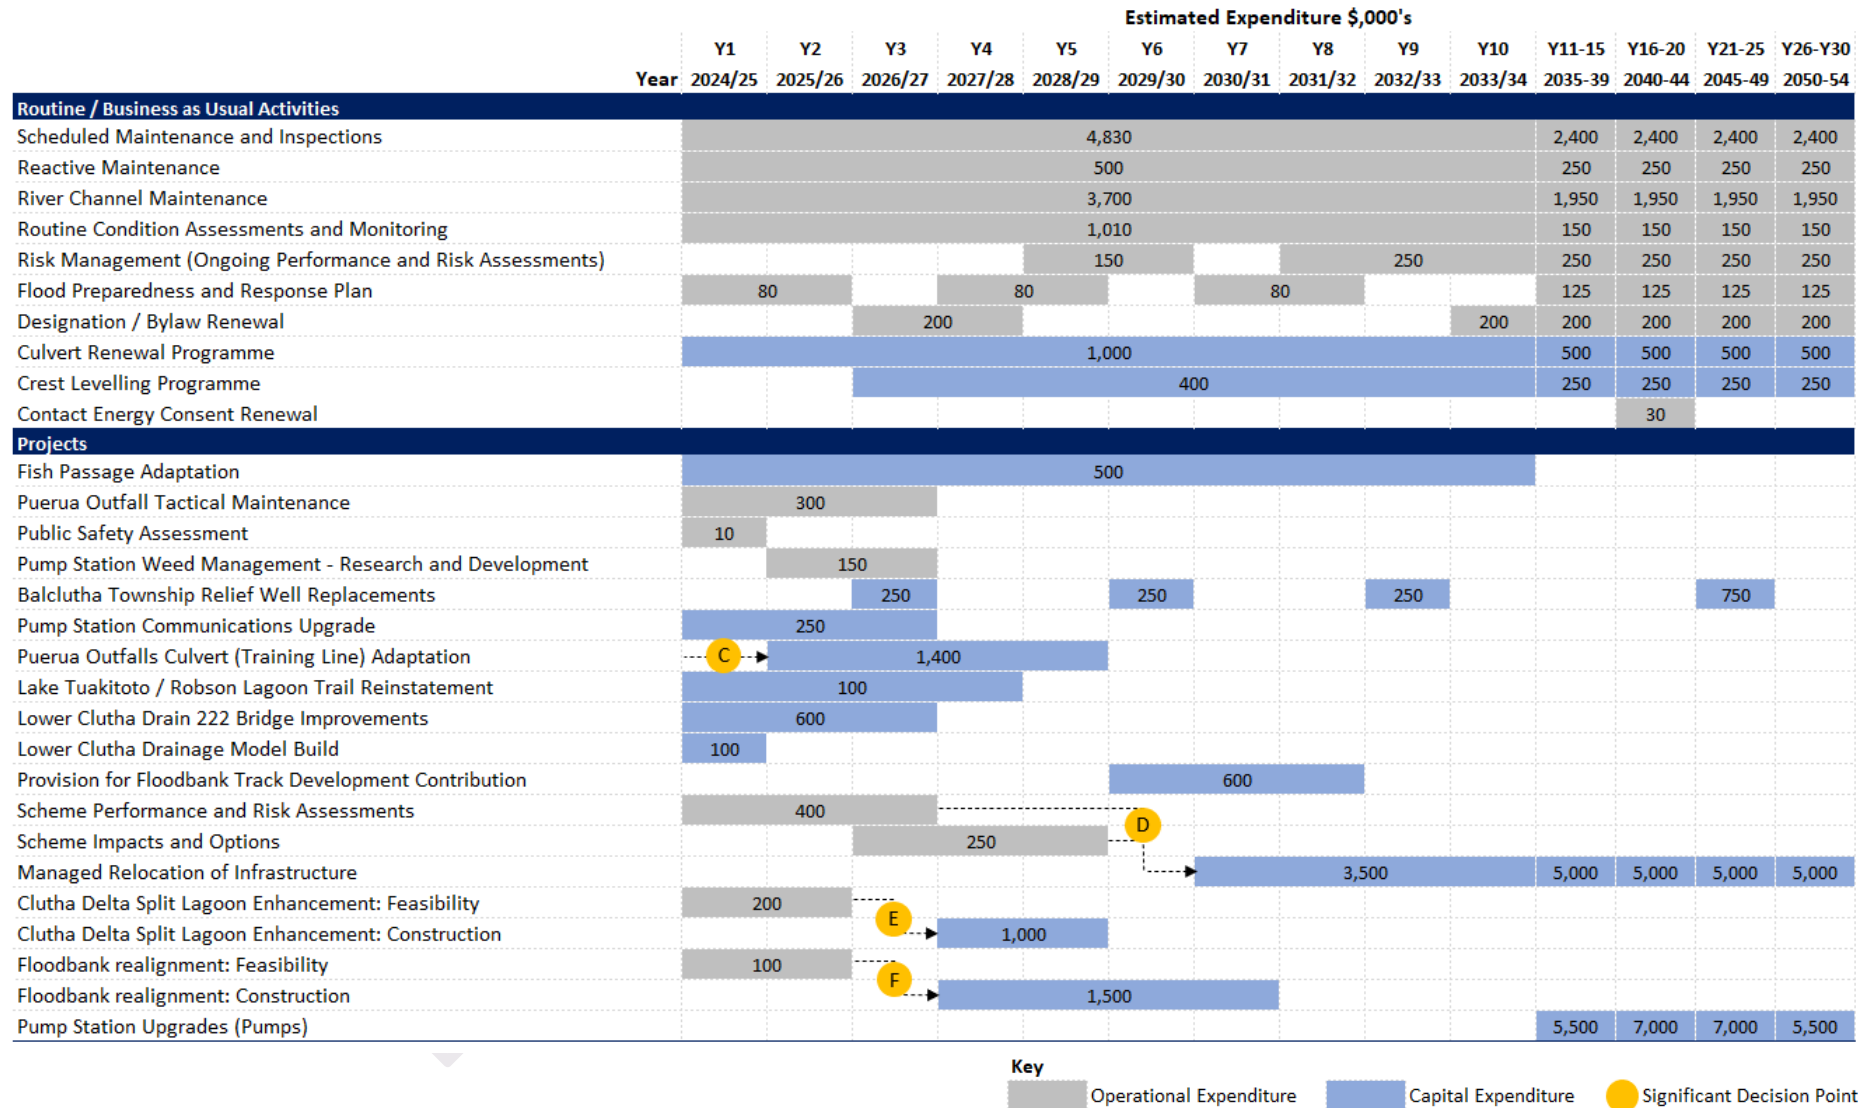 Estimated Expenditure $,000's
Y1 Y2 Y3 Y4 Y5 Y6 Y7 Y8 Y9 Y10 Y11-15 Y16-20 Y21-25 Y26-Y30
Year 2024/25 2025/26 2026/27 2027/28 2028/29 2029/30 2030/31 2031/32 2032/33 2033/34 2035-39 2040-44 2045-49 2050-54
Routine / Business as Usual Activities
Scheduled Maintenance and Inspections 4,830 2,400 2,400 2,400 2,400
Reactive Maintenance 500 250 250 250 250
River Channel Maintenance 3,700 1,950 1,950 1,950 1,950
Routine Condition Assessments and Monitoring 1,010 150 150 150 150
Risk Management (Ongoing Performance and Risk Assessments) 150 250 250 250 250 250
Flood Preparedness and Response Plan 80 80 80 125 125 125 125
Designation / Bylaw Renewal 200 200 200 200 200 200
Culvert Renewal Programme 1,000 500 500 500 500
Crest Levelling Programme 400 250 250 250 250
Contact Energy Consent Renewal 30
Projects
Fish Passage Adaptation 500
Puerua Outfall Tactical Maintenance 300
Public Safety Assessment 10
Pump Station Weed Management - Research and Development 150
Balclutha Township Relief Well Replacements 250 250 250 750
Pump Station Communications Upgrade 250
Puerua Outfalls Culvert (Training Line) Adaptation C 1,400
Lake Tuakitoto / Robson Lagoon Trail Reinstatement 100
Lower Clutha Drain 222 Bridge Improvements 600
Lower Clutha Drainage Model Build 100
Provision for Floodbank Track Development Contribution 600
Scheme Performance and Risk Assessments 400
D
Scheme Impacts and Options 250
Managed Relocation of Infrastructure 3,500 5,000 5,000 5,000 5,000
Clutha Delta Split Lagoon Enhancement: Feasibility 200
E
Clutha Delta Split Lagoon Enhancement: Construction 1,000
Floodbank realignment: Feasibility 100
F
Floodbank realignment: Construction 1,500
Pump Station Upgrades (Pumps) 5,500 7,000 7,000 5,500
Key
Operational Expenditure Capital Expenditure Significant Decision Point